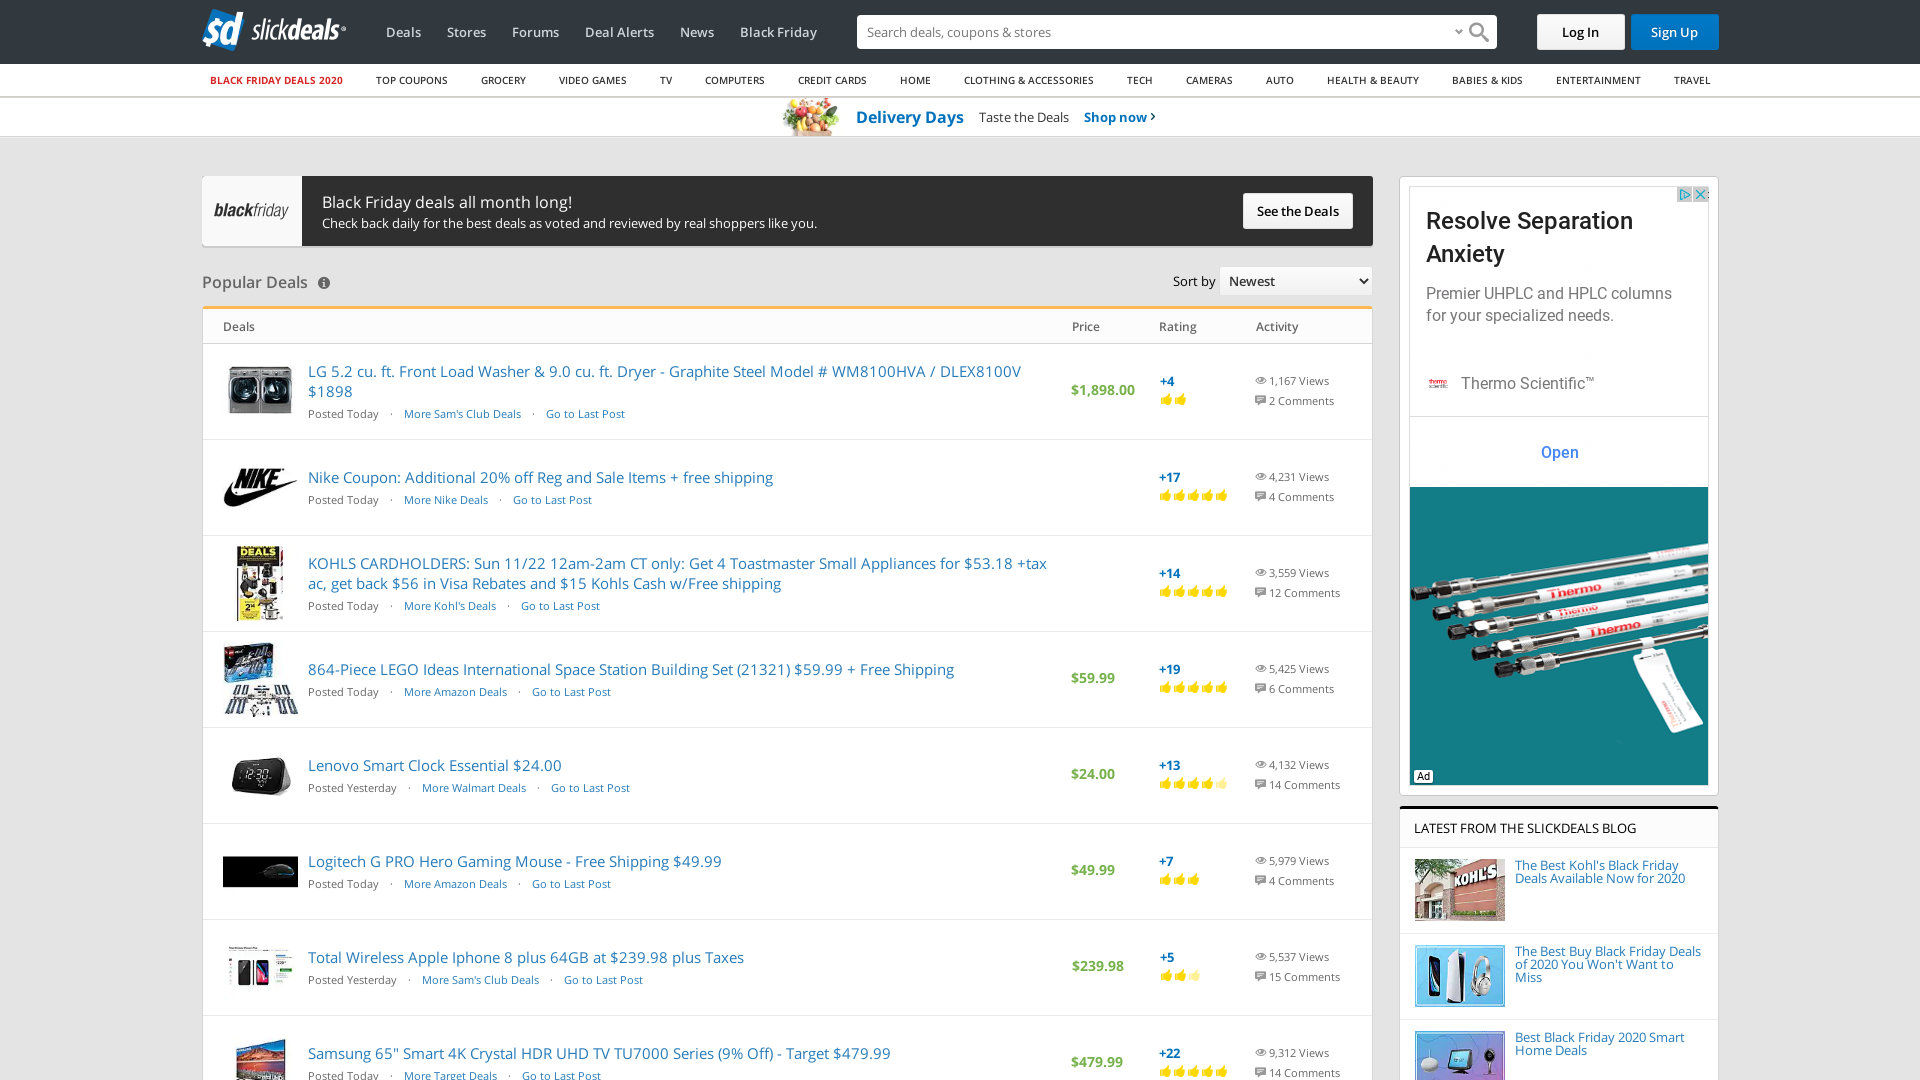 slickdeals
Deals
Stores
Forums
Deal Alerts
News
Black Friday
Search deals, coupons & stores
Log In
Sign Up
BLACK FRIDAY DEALS 2020
TOP COUPONS
GROCERY
VIDEO GAMES
TV
COMPUTERS
CREDIT CARDS
HOME
CLOTHING & ACCESSORIES
TECH
CAMERAS
AUTO
HEALTH & BEAUTY
BABIES & KIDS
ENTERTAINMENT
TRAVEL
Delivery Days Taste the Deals Shop now
blackfriday
Black Friday deals all month long!
Check back daily for the best deals as voted and reviewed by real shoppers like you.
See the Deals
Popular Deals
Sort by Newest
Deals Price Rating Activity
LG 5.2 cu. ft. Front Load Washer & 9.0 cu. ft. Dryer - Graphite Steel Model # WM8100HVA / DLEX8100V
$1898
Posted Today · More Sam's Club Deals · Go to Last Post
$1,898.00
+4
1,167 Views
2 Comments
NIKE
Nike Coupon: Additional 20% off Reg and Sale Items + free shipping
Posted Today · More Nike Deals · Go to Last Post
+17
4,231 Views
4 Comments
DEALS
KOHLS CARDHOLDERS: Sun 11/22 12am-2am CT only: Get 4 Toastmaster Small Appliances for $53.18 +tax
ac, get back $56 in Visa Rebates and $15 Kohls Cash w/Free shipping
Posted Today · More Kohl's Deals · Go to Last Post
+14
3,559 Views
12 Comments
864-Piece LEGO Ideas International Space Station Building Set (21321) $59.99 + Free Shipping
Posted Today · More Amazon Deals · Go to Last Post
$59.99
+19
5,425 Views
6 Comments
12:30
Lenovo Smart Clock Essential $24.00
Posted Yesterday · More Walmart Deals · Go to Last Post
$24.00
+13
4,132 Views
14 Comments
Logitech G PRO Hero Gaming Mouse - Free Shipping $49.99
Posted Today · More Amazon Deals · Go to Last Post
$49.99
+7
5,979 Views
4 Comments
Total Wireless Apple Iphone 8 plus 64GB at $239.98 plus Taxes
Posted Yesterday · More Sam's Club Deals · Go to Last Post
$239.98
+5
5,537 Views
15 Comments
Samsung 65" Smart 4K Crystal HDR UHD TV TU7000 Series (9% Off) - Target $479.99
Posted Today · More Target Deals · Go to Last Post
$479.99
+22
9,312 Views
14 Comments
Resolve Separation
Anxiety
Premier UHPLC and HPLC columns
for your specialized needs.
thermo
scientific
Thermo Scientific™
Open
Thermo
Thermo
Thermo
Ad
LATEST FROM THE SLICKDEALS BLOG
KOHL'S
The Best Kohl's Black Friday
Deals Available Now for 2020
The Best Buy Black Friday Deals
of 2020 You Won't Want to
Miss
Best Black Friday 2020 Smart
Home Deals